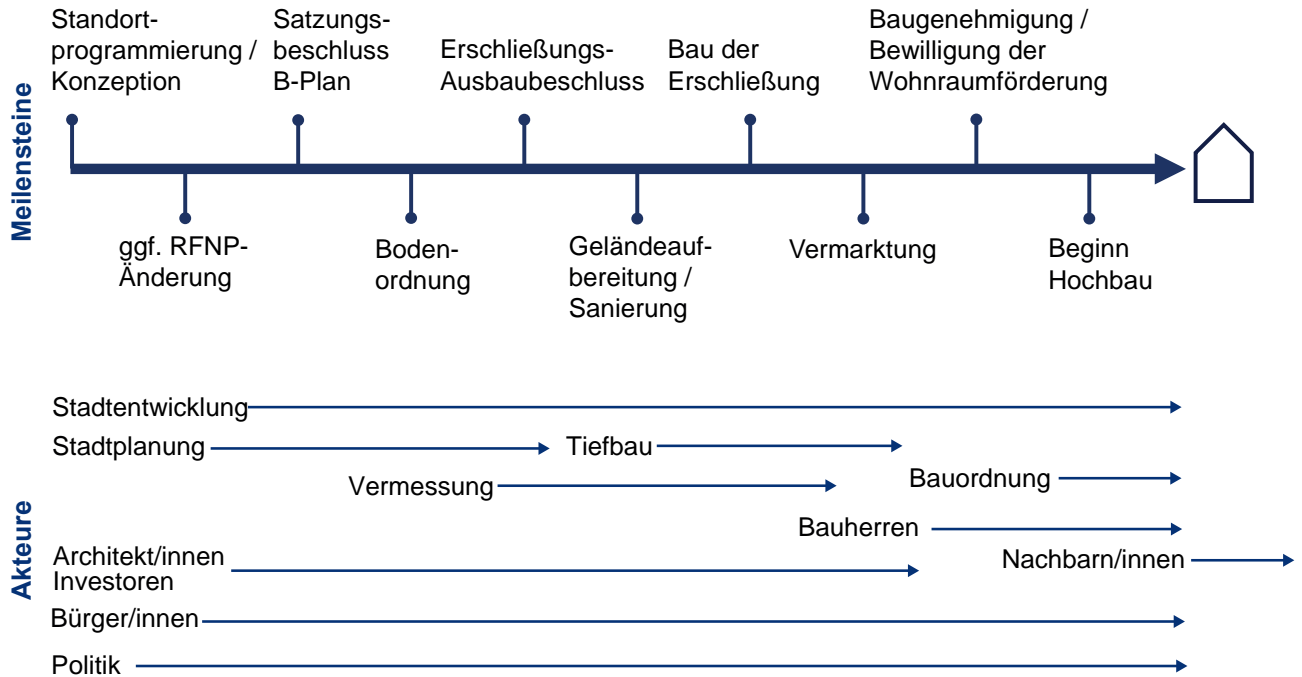 Meilensteine
Standort-
programmierung /
Konzeption
Satzungs-
beschluss
B-Plan
Erschließungs-
Ausbaubeschluss
Bau der
Erschließung
Baugenehmigung /
Bewilligung der
Wohnraumförderung
ggf. RFNP-
Änderung
Boden-
ordnung
Geländeauf-
bereitung /
Sanierung
Vermarktung
Beginn
Hochbau
Akteure
Stadtentwicklung
Stadtplanung
Tiefbau
Vermessung
Bauordnung
Bauherren
Architekt/innen
Investoren
Nachbarn/innen
Bürger/innen
Politik